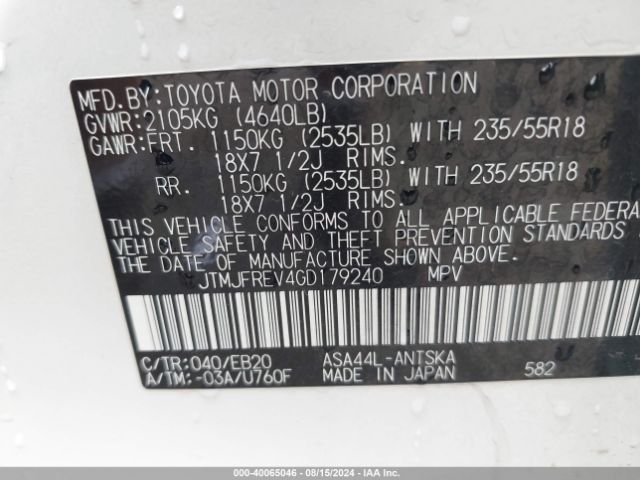 MFD.BY:TOYOTA MOTOR CORPORATION
GVWR:2105KG (4640LB)
GAWR:FRT. 1150KG (2535LB) WITH 235/55R18
18X7 1/2J RIMS.
RR. 1150KG (2535LB) WITH 235/55R18
18X7 1/2J RIMS.
THIS VEHICLE CONFORMS TO ALL APPLICABLE FEDERA
VEHICLE SAFETY AND THEFT PREVENTION STANDARDS
THE DATE OF MANUFACTURE SHOWN ABOVE.
JTMJFREV4GD179240 MPV
C/TR:040/EB20 ASA44L-ANTSKA
A/TM:-03A/U760F MADE IN JAPAN 582
000-40065046 - 08/15/2024 - IAA Inc.